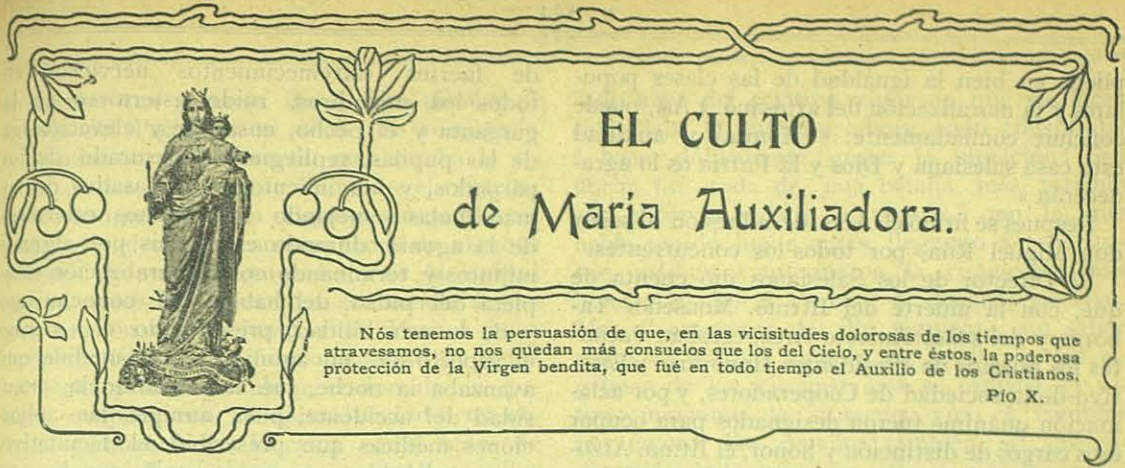 EL CULTO
de María Auxiliadora.
Nós tenemos la persuasión de que, en las vicisitudes dolorosas de los tiempos que
atravesamos, no nos quedan más consuelos que los del Cielo, y entre éstos, la poderosa
protección de la Virgen bendita, que fué en todo tiempo el Auxilio de los Cristianos.
Pío X.